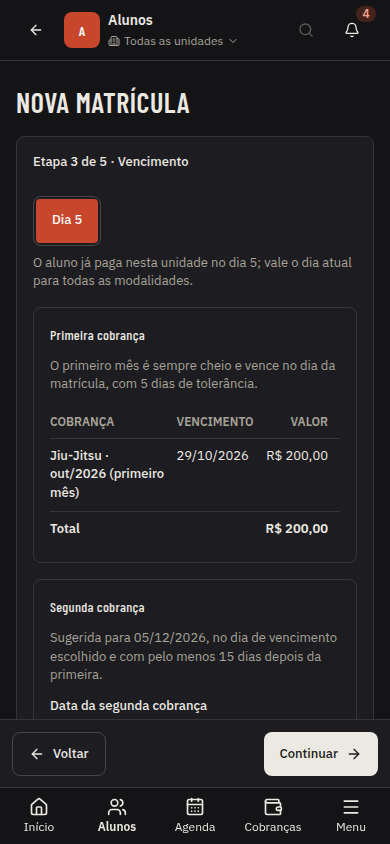 4
A
Alunos
Todas as unidades
NOVA MATRÍCULA
Etapa 3 de 5 · Vencimento
Dia 5
O aluno já paga nesta unidade no dia 5; vale o dia atual
para todas as modalidades.
Primeira cobrança
O primeiro mês é sempre cheio e vence no dia da
matrícula, com 5 dias de tolerância.
COBRANÇA VENCIMENTO VALOR
Jiu-Jitsu · 29/10/2026 R$ 200,00
out/2026 (primeiro
mês)
Total R$ 200,00
Segunda cobrança
Sugerida para 05/12/2026, no dia de vencimento
escolhido e com pelo menos 15 dias depois da
primeira.
Data da segunda cobrança
Voltar Continuar
Início Alunos Agenda Cobranças Menu